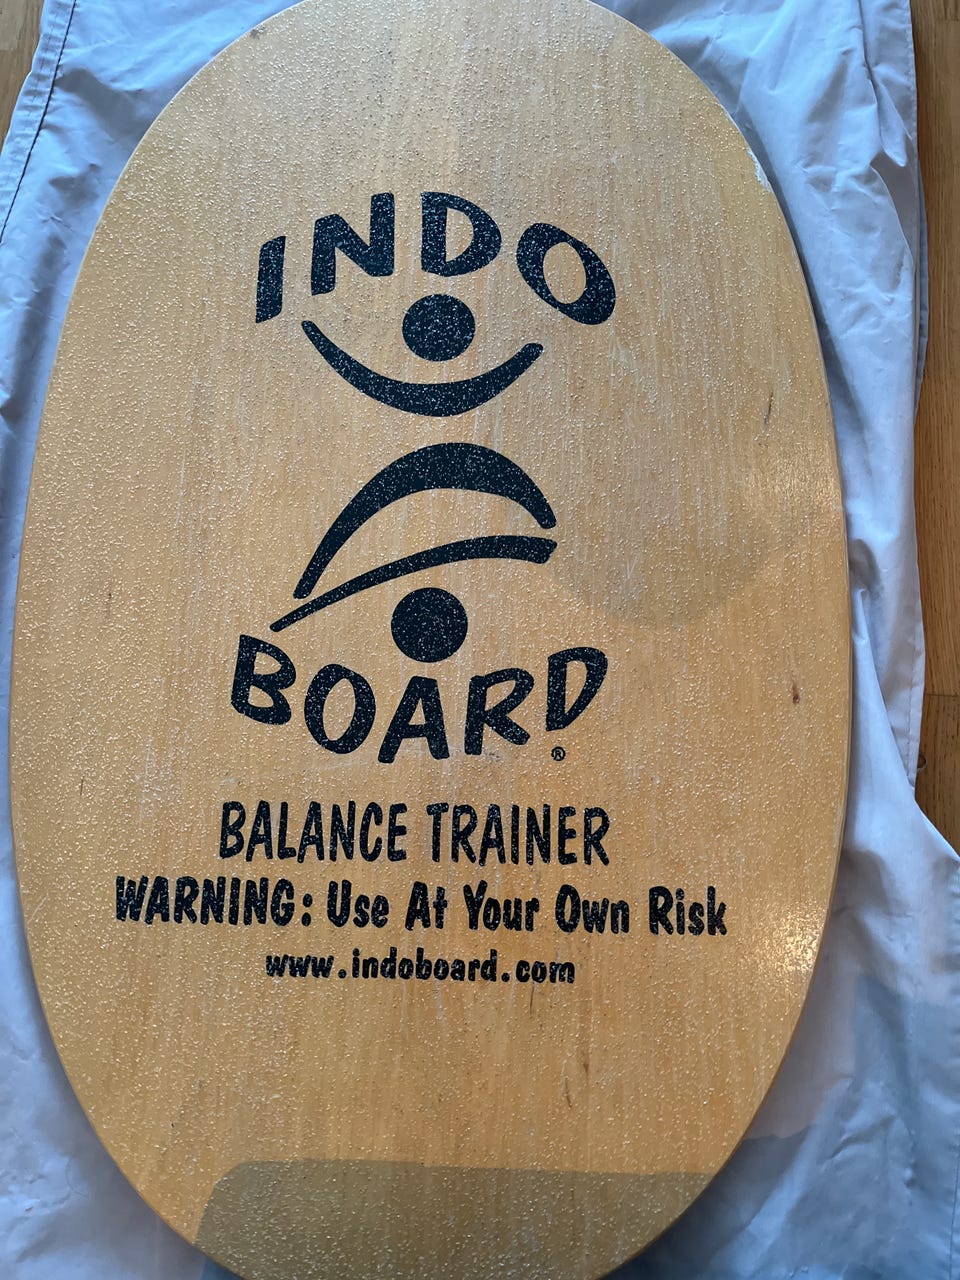 INDO
BOARD®
BALANCE TRAINER
WARNING: Use At Your Own Risk
www.indoboard.com